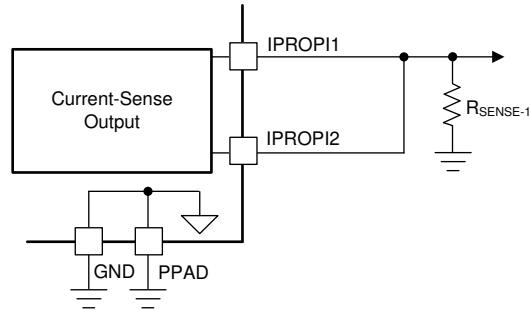 IPROPI1
Current-Sense
Output
RSENSE-1
IPROPI2
GND
PPAD